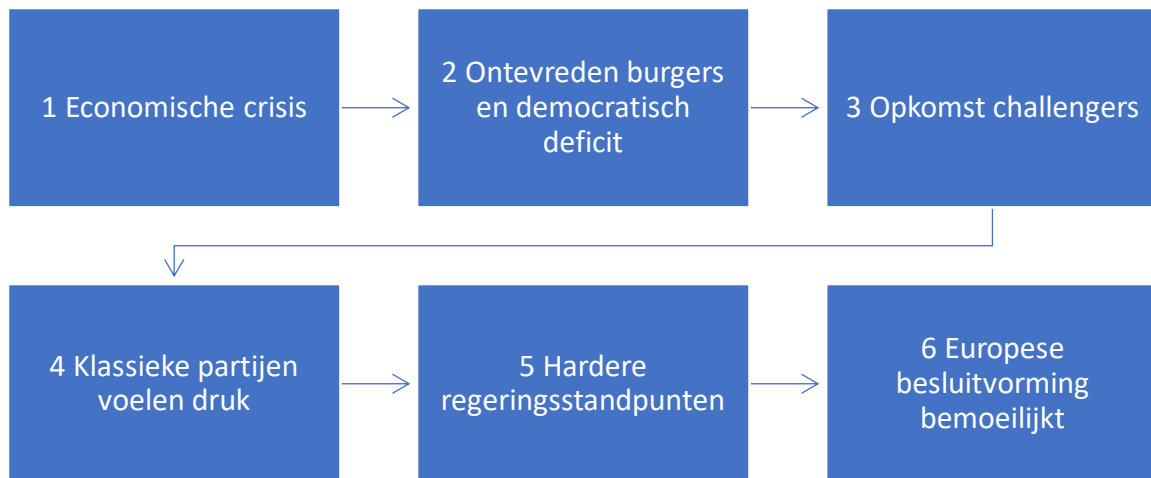 1 Economische crisis
2 Ontevreden burgers
en democratisch
deficit
3 Opkomst challengers
4 Klassieke partijen
voelen druk
5 Hardere
regeringsstandpunten
6 Europese
besluitvorming
bemoeilijkt